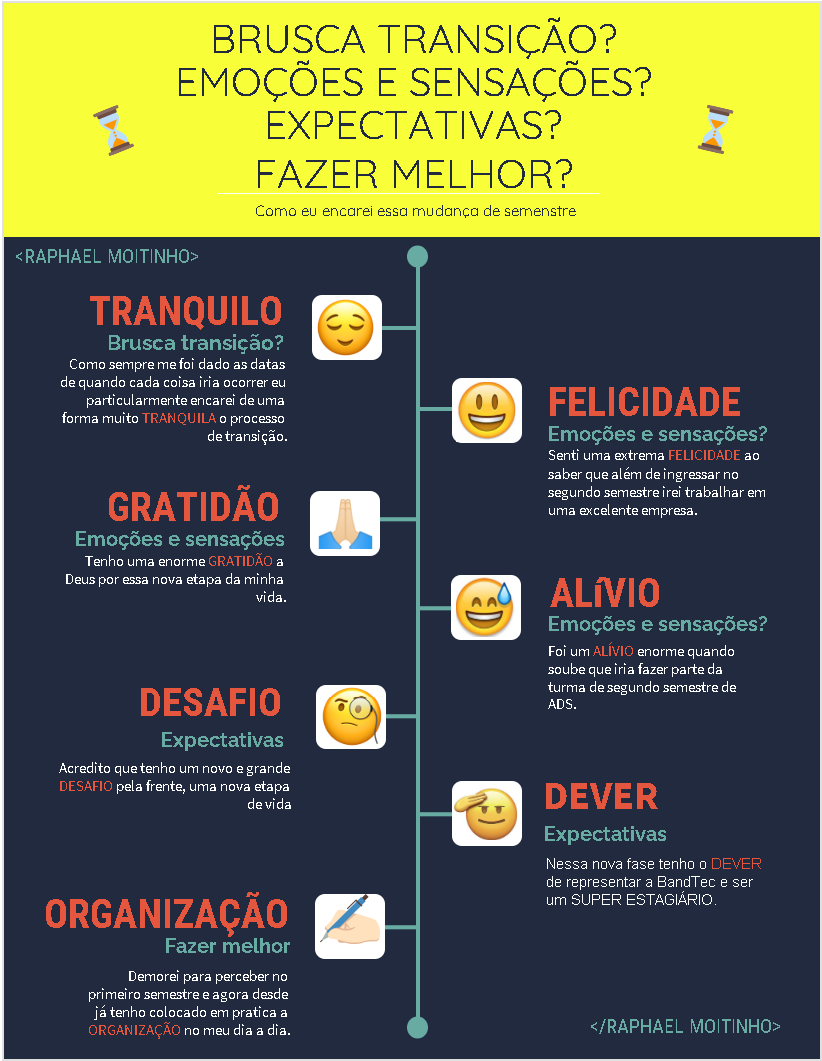 BRUSCA TRANSIÇÃO?
EMOÇÕES E SENSAÇÕES?
EXPECTATIVAS?
FAZER MELHOR?
Como eu encarei essa mudança de semenstre
<RAPHAEL MOITINHO>
TRANQUILO
Brusca transição?
Como sempre me foi dado as datas
de quando cada coisa iria ocorrer eu
particularmente encarei de uma
forma muito TRANQUILA o processo
de transição.
FELICIDADE
Emoções e sensações?
Senti uma extrema FELICIDADE ao
saber que além de ingressar no
segundo semestre irei trabalhar em
uma excelente empresa.
GRATIDÃO
Emoções e sensações
Tenho uma enorme GRATIDÃO a
Deus por essa nova etapa da minha
vida.
ALíVIO
Emoções e sensações?
Foi um ALÍVIO enorme quando
soube que iria fazer parte da
turma de segundo semestre de
ADS.
DESAFIO
Expectativas
Acredito que tenho um novo e grande
DESAFIO pela frente, uma nova etapa
de vida
DEVER
Expectativas
Nessa nova fase tenho o DEVER
de representar a BandTec e ser
um SUPER ESTAGIÁRIO.
ORGANIZAÇÃO
Fazer melhor
Demorei para perceber no
primeiro semestre e agora desde
já tenho colocado em pratica a
ORGANIZAÇÃO no meu dia a dia.
</RAPHAEL MOITINHO>